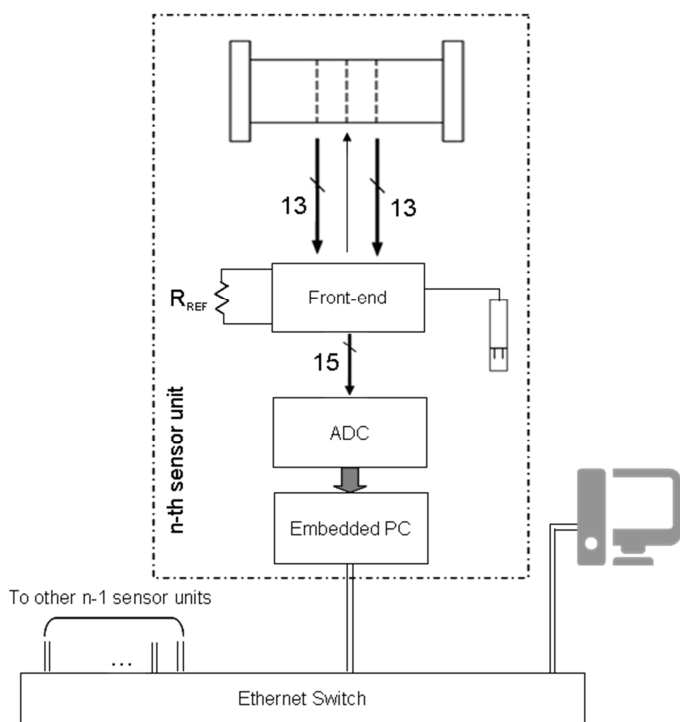 13
13
R_REF
Front-end
15
ADC
n-th sensor unit
Embedded PC
To other n-1 sensor units
...
Ethernet Switch